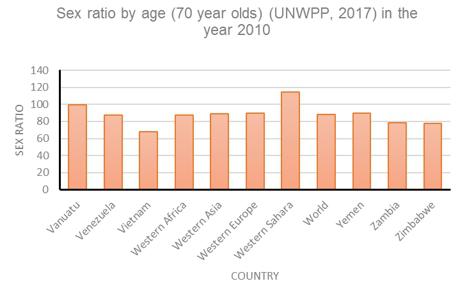 Sex ratio by age (70 year olds) (UNWPP, 2017) in the
year 2010
140
120
100
80
60
40
20
0
SEX RATIO
Vanuatu
Venezuela
Vietnam
Western Africa
Western Asia
Western Europe
Western Sahara
World
Yemen
Zambia
Zimbabwe
COUNTRY